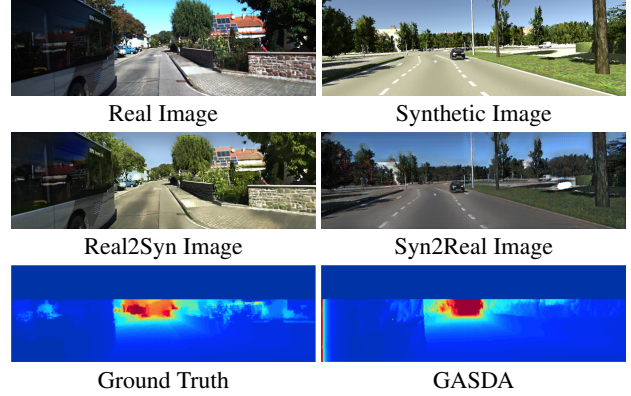 Real Image
Synthetic Image
Real2Syn Image
Syn2Real Image
Ground Truth
GASDA